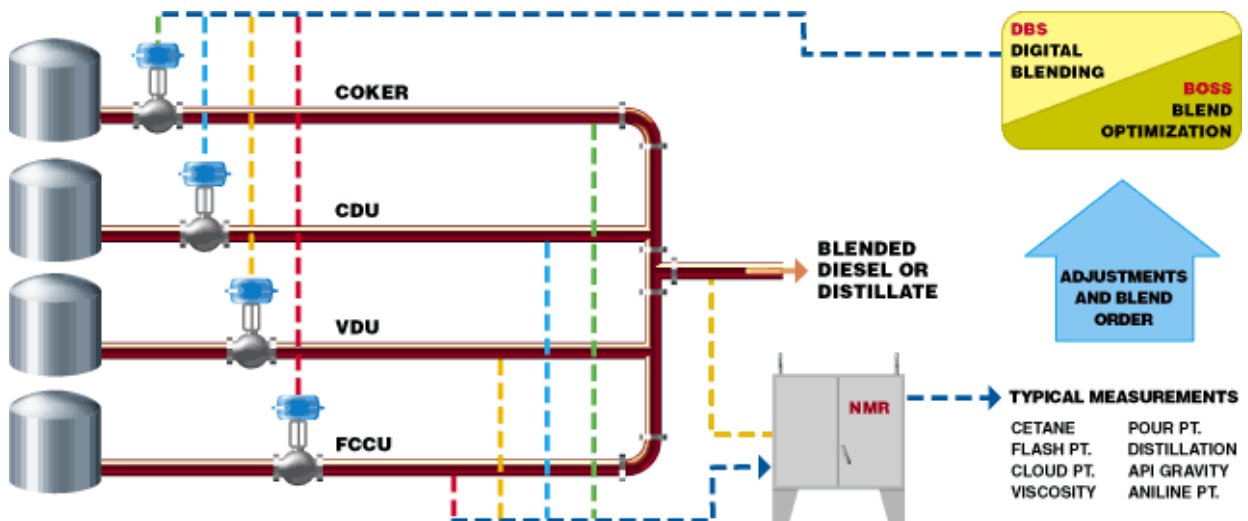 COKER
CDU
VDU
FCCU
BLENDED
DIESEL OR
DISTILLATE
DBS
DIGITAL
BLENDING
BOSS
BLEND
OPTIMIZATION
ADJUSTMENTS
AND BLEND
ORDER
NMR
TYPICAL MEASUREMENTS
CETANE POUR PT.
FLASH PT. DISTILLATION
CLOUD PT. API GRAVITY
VISCOSITY ANILINE PT.